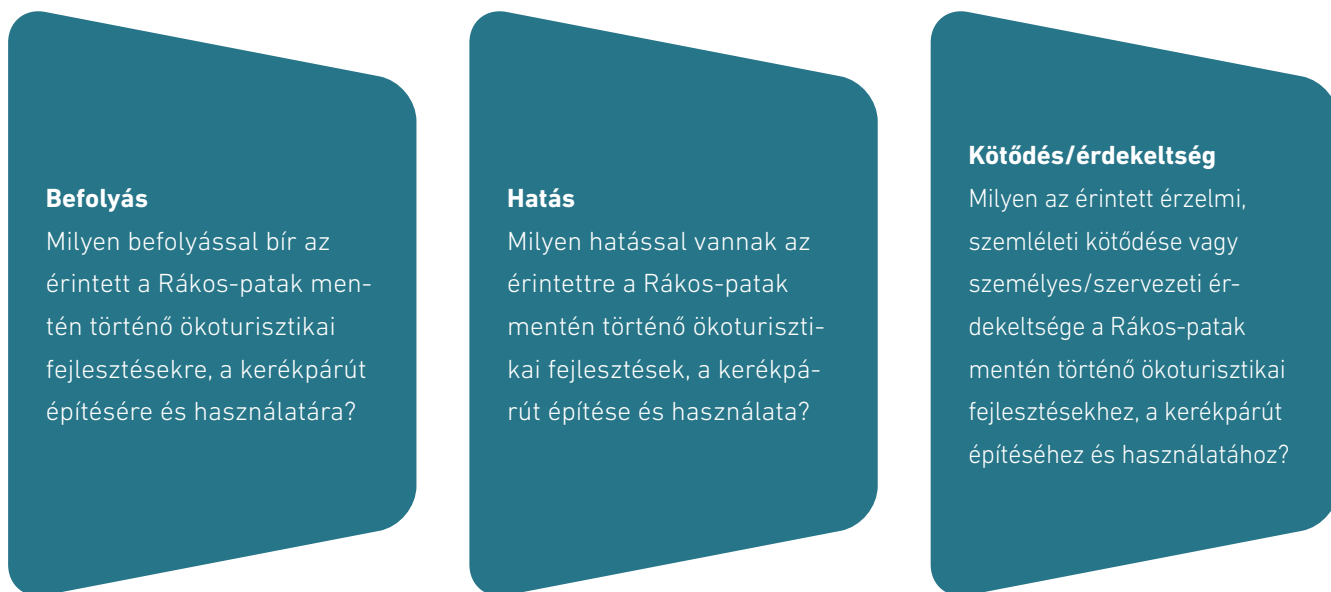 Befolyás
Milyen befolyással bír az
érintett a Rákos-patak men-
tén történő ökoturisztikai
fejlesztésekre, a kerékpárút
építésére és használatára?
Hatás
Milyen hatással vannak az
érintettre a Rákos-patak
mentén történő ökoturiszti-
kai fejlesztések, a kerékpá-
rút építése és használata?
Kötődés/érdekeltség
Milyen az érintett érzelmi,
szemléleti kötődése vagy
személyes/szervezeti ér-
dekeltsége a Rákos-patak
mentén történő ökoturisztikai
fejlesztésekhez, a kerékpárút
építéséhez és használatához?